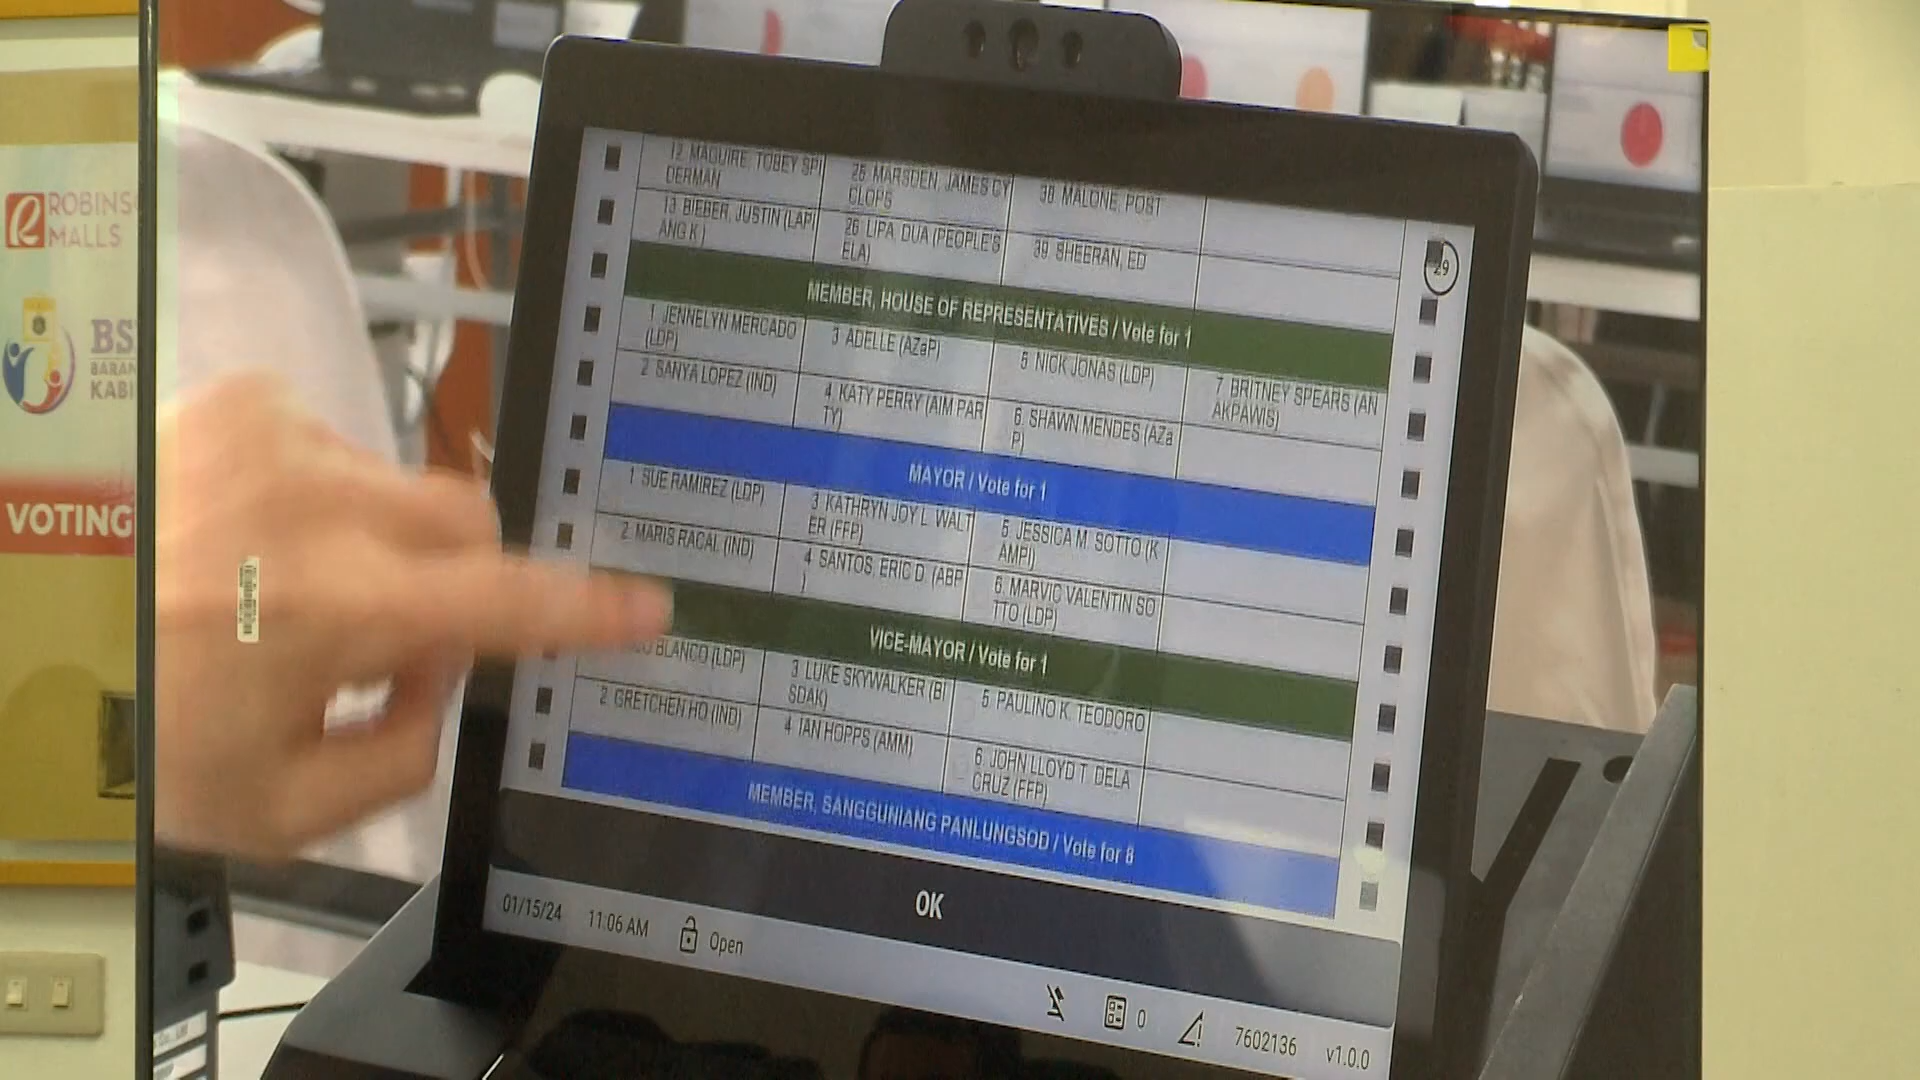 ROBINS
MALLS
BS
BARAN
KABI
VOTING
12. MAGUIRE, TOBEY SPI
DERMAN
25. MARSDEN, JAMES CY
CLOPS
38. MALONE, POST
13. BIEBER, JUSTIN (LAPI
ANG K)
26. LIPA, DUA (PEOPLE'S
ELA)
39. SHEERAN, ED
29
MEMBER, HOUSE OF REPRESENTATIVES / Vote for 1
1. JENNELYN MERCADO
(LDP)
3. ADELLE (AZaP)
5. NICK JONAS (LDP)
7. BRITNEY SPEARS (AN
AKPAWIS)
2. SANYA LOPEZ (IND)
4. KATY PERRY (AIM PAR
TY)
6. SHAWN MENDES (AZa
P)
MAYOR / Vote for 1
1. SUE RAMIREZ (LDP)
3. KATHRYN JOY L. WALT
ER (FFP)
5. JESSICA M. SOTTO (K
AMPI)
2. MARIS RACAL (IND)
4. SANTOS, ERIC D. (ABP
)
6. MARVIC VALENTIN SO
TTO (LDP)
VICE-MAYOR / Vote for 1
BLANCO (LDP)
3. LUKE SKYWALKER (B
SDAK)
5. PAULINO K. TEODORO
2. GRETCHEN HO (IND)
4. IAN HOPPS (AMM)
6. JOHN LLOYD T. DELA
CRUZ (FFP)
MEMBER, SANGGUNIANG PANLUNGSOD / Vote for 8
OK
01/15/24 11:06 AM Open
0 7602136 v1.0.0